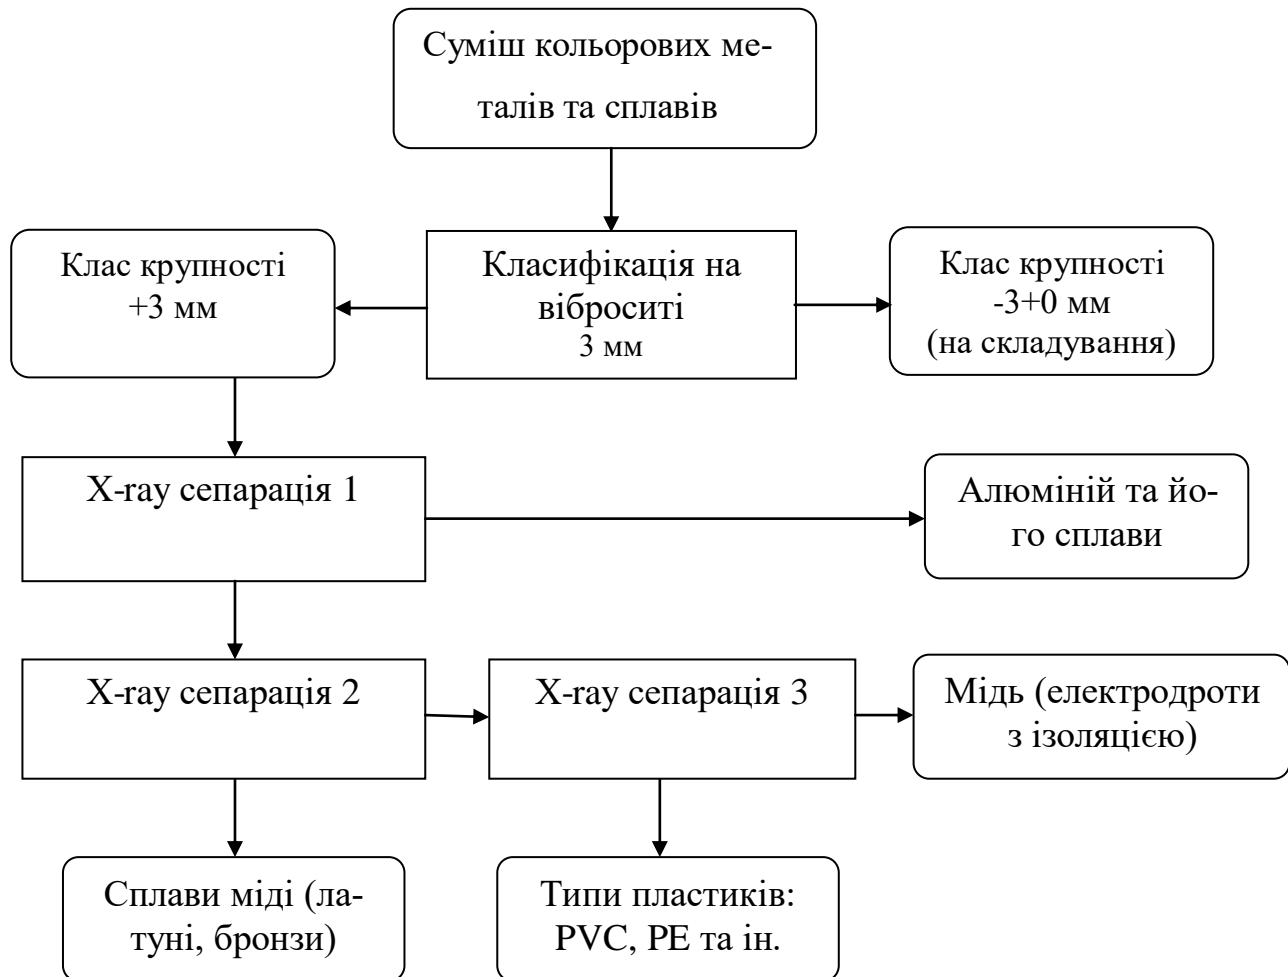 Суміш кольорових ме-
талів та сплавів
Клас крупності
+3 мм
Класифікація на
віброситі
3 мм
Клас крупності
-3+0 мм
(на складування)
X-ray сепарація 1
Алюміній та йо-
го сплави
X-ray сепарація 2
X-ray сепарація 3
Мідь (електродроти
з ізоляцією)
Сплави міді (ла-
туні, бронзи)
Типи пластиків:
PVC, PE та ін.